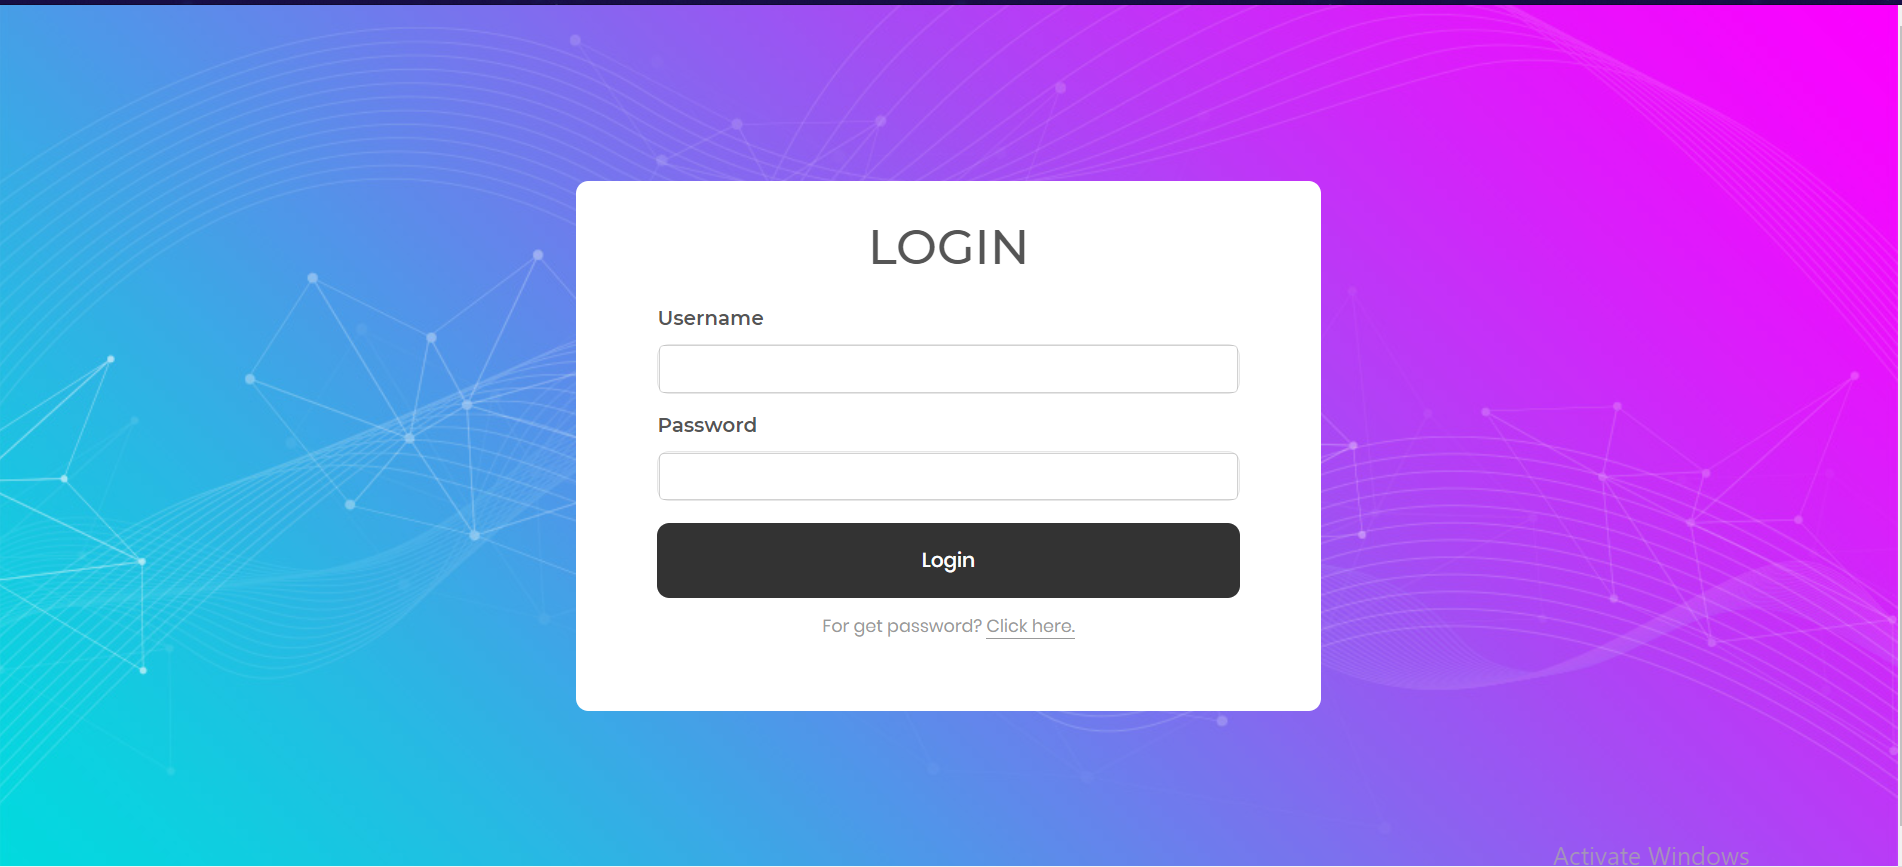 LOGIN
Username
Password
Login
For get password? Click here.
Activate Windows